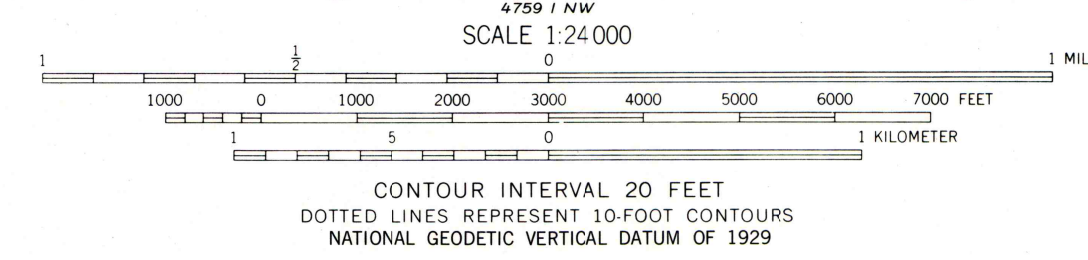 4759 I NW
SCALE 1:24 000
1 ½ 0 1 MIL
1000 0 1000 2000 3000 4000 5000 6000 7000 FEET
1 5 0 1 KILOMETER
CONTOUR INTERVAL 20 FEET
DOTTED LINES REPRESENT 10-FOOT CONTOURS
NATIONAL GEODETIC VERTICAL DATUM OF 1929